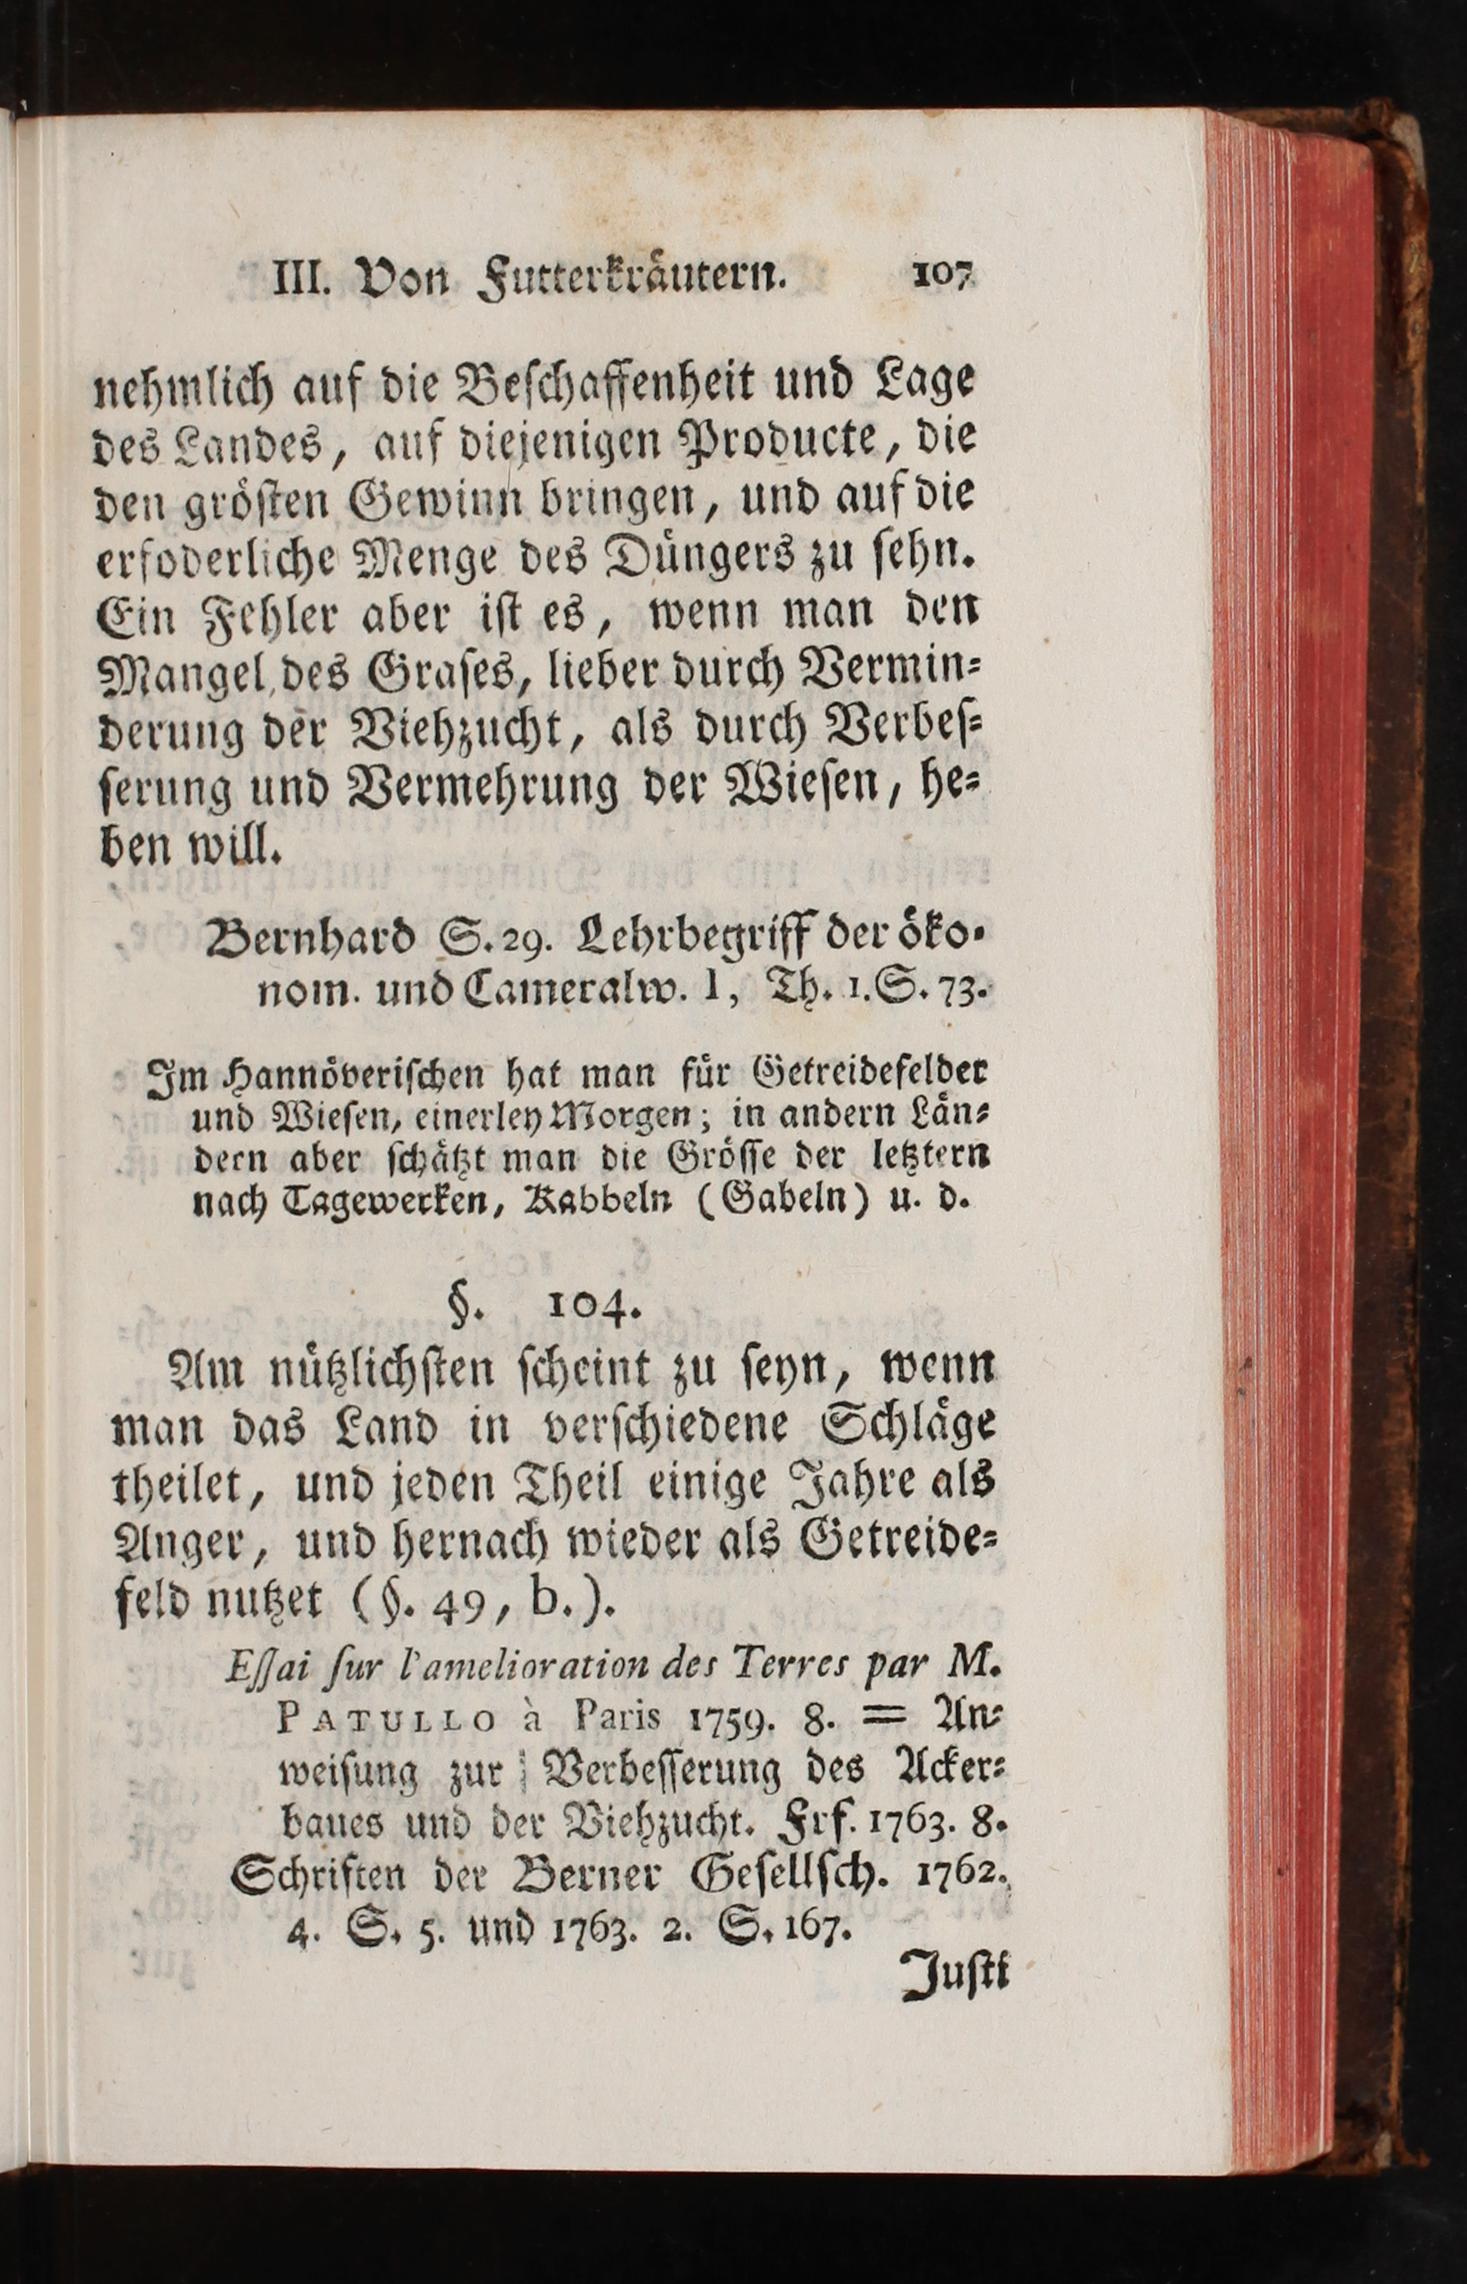 III. Von Futterkräutern. 107
nehmlich auf die Beſchaffenheit und Lage
des Landes, auf diejenigen Producte, die
den gröſten Gewinn bringen, und auf die
erfoderliche Menge des Düngers zu ſehn.
Ein Fehler aber iſt es, wenn man den
Mangel des Graſes, lieber durch Vermin⸗
derung der Viehzucht, als durch Verbeſ⸗
ſerung und Vermehrung der Wieſen, he⸗
ben will.
Bernhard S. 29. Lehrbegriff der öko⸗
nom. und Cameralw. I, Th. 1. S. 73.
Im Hannöveriſchen hat man für Getreidefelder
und Wieſen, einerley Morgen; in andern Län⸗
dern aber ſchätzt man die Gröſſe der letztern
nach Tagewerken, Kabbeln (Gabeln) u. d.
§. 104.
Am nützlichſten ſcheint zu ſeyn, wenn
man das Land in verſchiedene Schläge
theilet, und jeden Theil einige Jahre als
Anger, und hernach wieder als Getreide⸗
feld nutzet (§. 49, b.).
Eſſai ſur l'amelioration des Terres par M.
PATULLO à Paris 1759. 8. = An⸗
weiſung zur Verbeſſerung des Acker⸗
baues und der Viehzucht. Frf. 1763. 8.
Schriften der Berner Geſellſch. 1762.
4. S. 5. und 1763. 2. S. 167.
Juſti